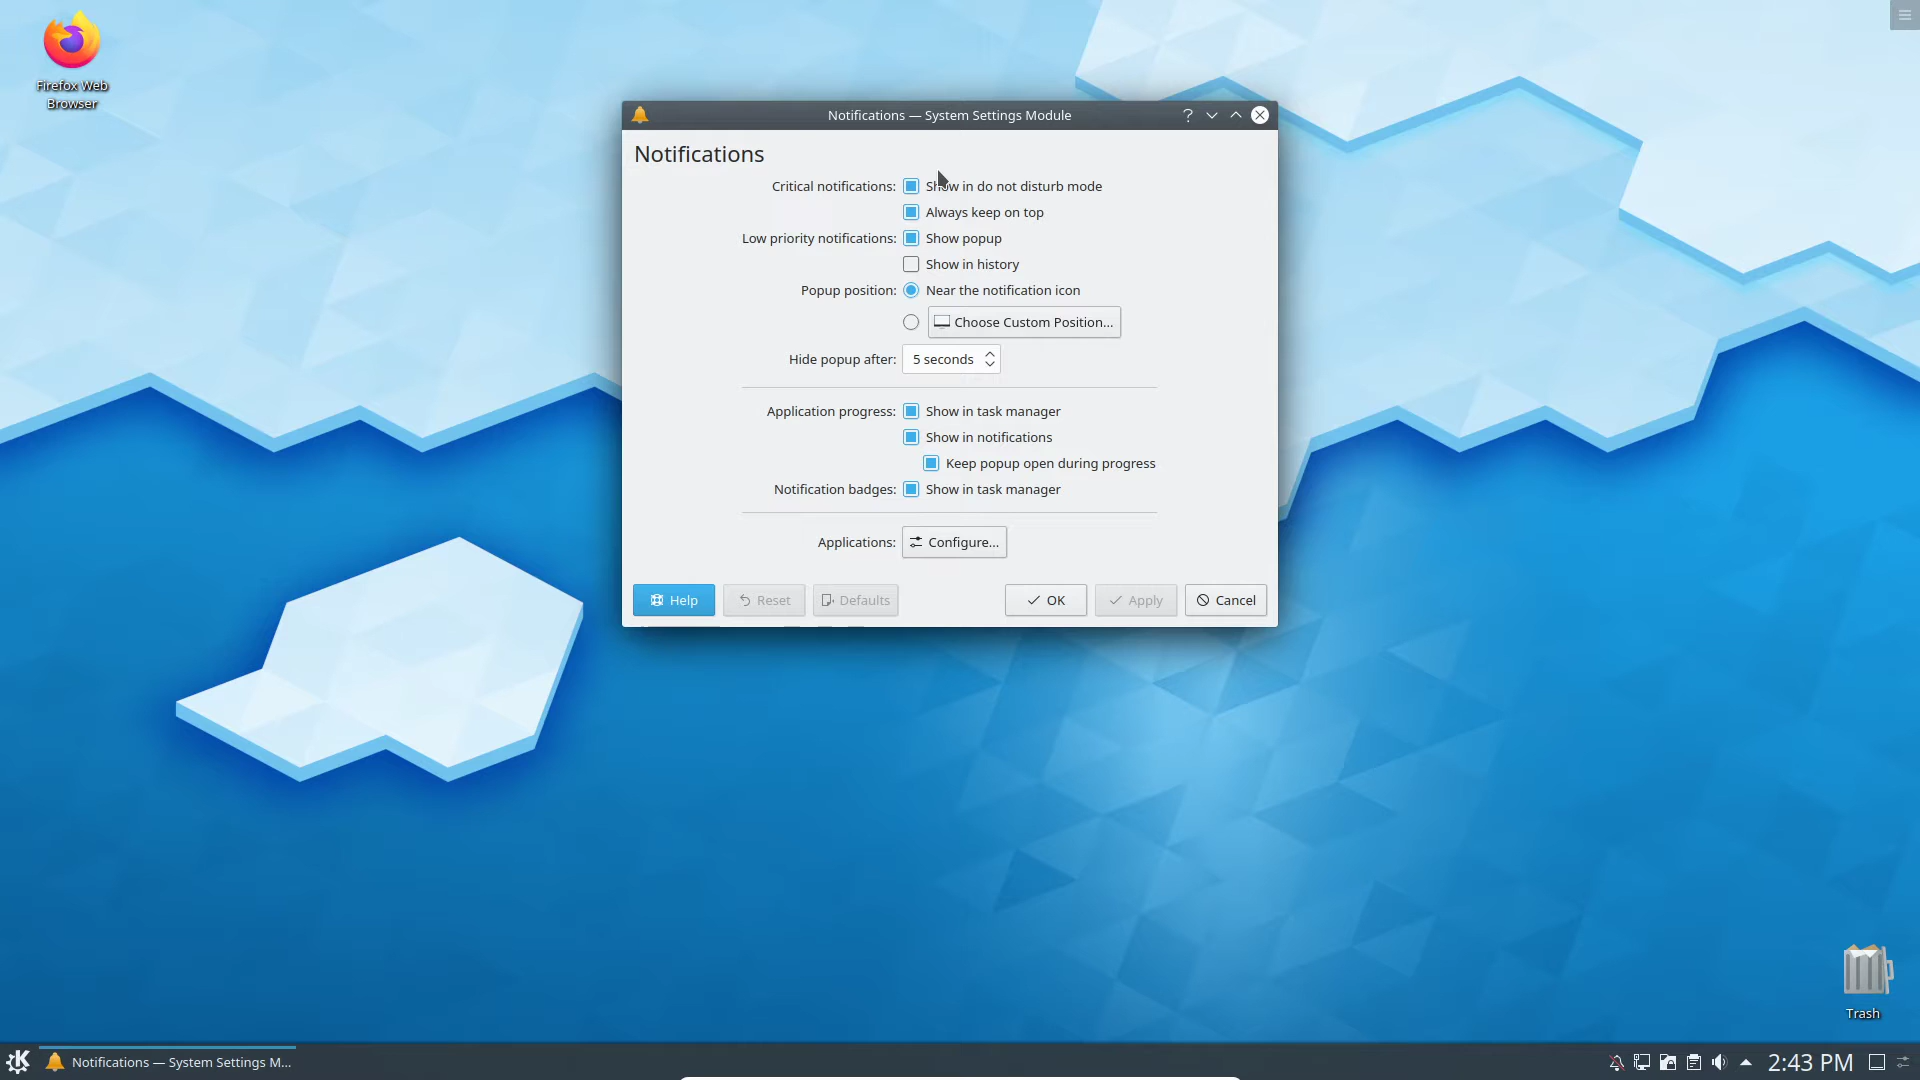 Firefox Web
Browser
Notifications — System Settings Module
Notifications
Critical notifications: Show in do not disturb mode
Always keep on top
Low priority notifications: Show popup
Show in history
Popup position: Near the notification icon
Choose Custom Position...
Hide popup after: 5 seconds
Application progress: Show in task manager
Show in notifications
Keep popup open during progress
Notification badges: Show in task manager
Applications: Configure...
Help Reset Defaults OK Apply Cancel
Trash
Notifications — System Settings M... 2:43 PM